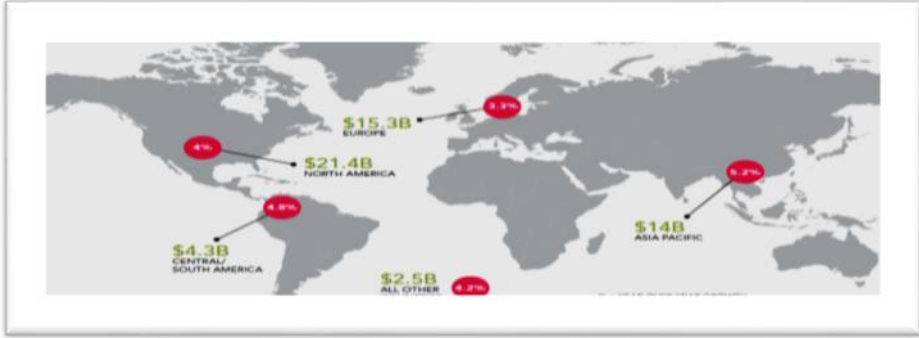 3.3%
$15.3B
EUROPE
4%
$21.4B
NORTH AMERICA
5.2%
4.8%
$14B
ASIA PACIFIC
$4.3B
CENTRAL/
SOUTH AMERICA
$2.5B
ALL OTHER
4.2%